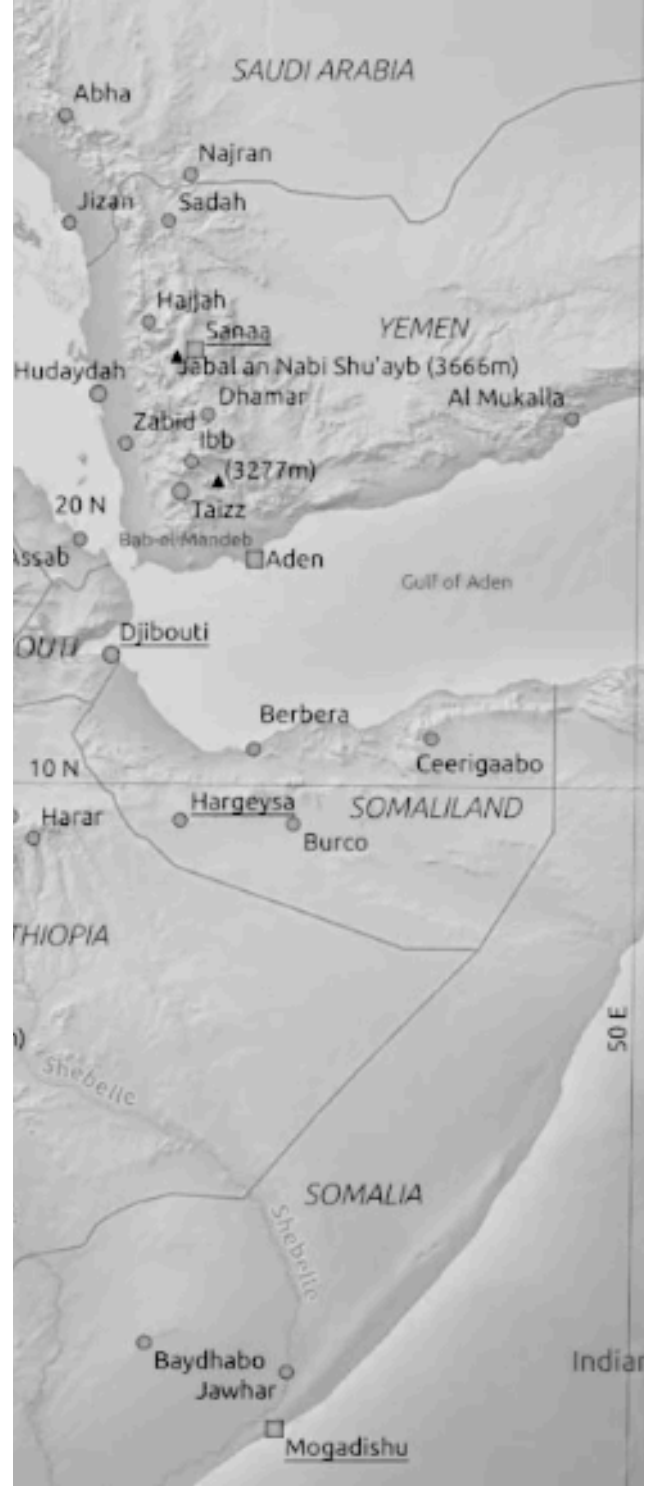 SAUDI ARABIA
Abha
Najran
Jizan
Sadah
Hajjah
Sanaa
YEMEN
Jabal an Nabi Shu'ayb (3666m)
Hudaydah
Dhamar
Al Mukalla
Zabid
Ibb
(3277m)
20 N
Taizz
Assab
Bab-el-Mandeb
Aden
Gulf of Aden
OUTI
Djibouti
Berbera
10 N
Ceerigaabo
Hargeysa
SOMALILAND
Harar
Burco
THIOPIA
50 E
m)
Shebelle
SOMALIA
Shebelle
Baydhabo
Indian
Jawhar
Mogadishu